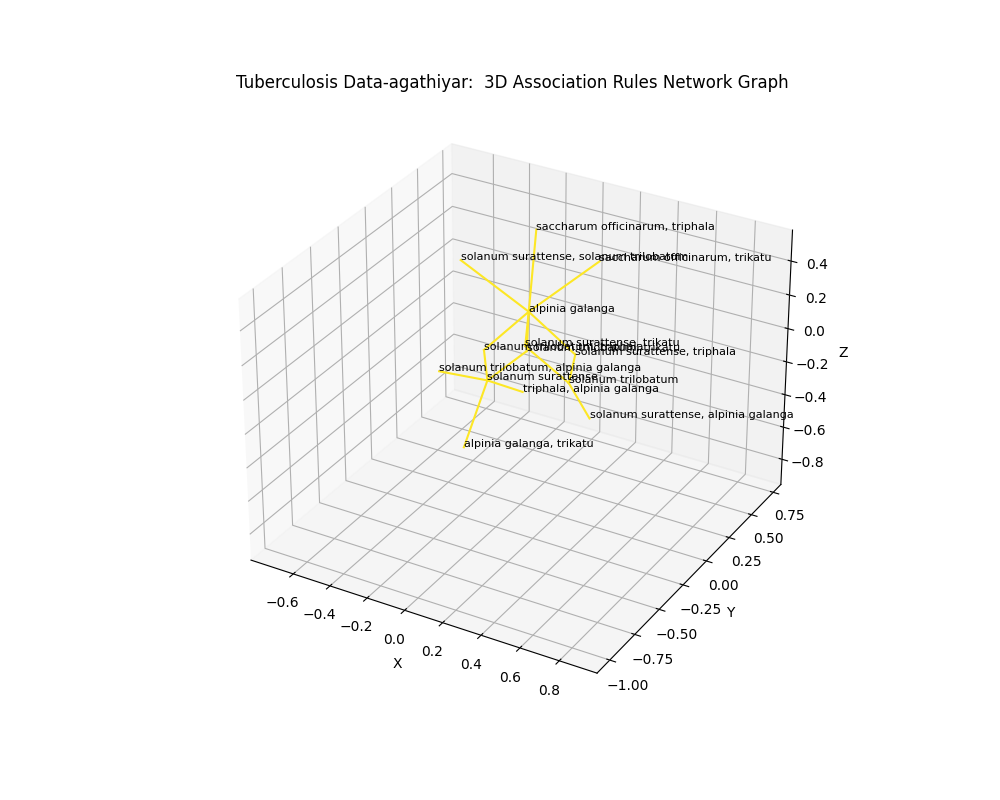 Tuberculosis Data-agathiyar:  3D Association Rules Network Graph
saccharum officinarum, triphala
solanum surattense, solanum trilobatum
saccharum officinarum, trikatu
alpinia galanga
solanum surattense, trikatu
solanum surattense, triphala
solanum trilobatum, alpinia galanga
solanum surattense
solanum trilobatum
triphala, alpinia galanga
solanum surattense, alpinia galanga
alpinia galanga, trikatu
0.4
0.2
0.0
−0.2
−0.4
−0.6
−0.8
Z
0.75
0.50
0.25
0.00
−0.25
−0.50
−0.75
−1.00
Y
−0.6
−0.4
−0.2
0.0
0.2
0.4
0.6
0.8
X